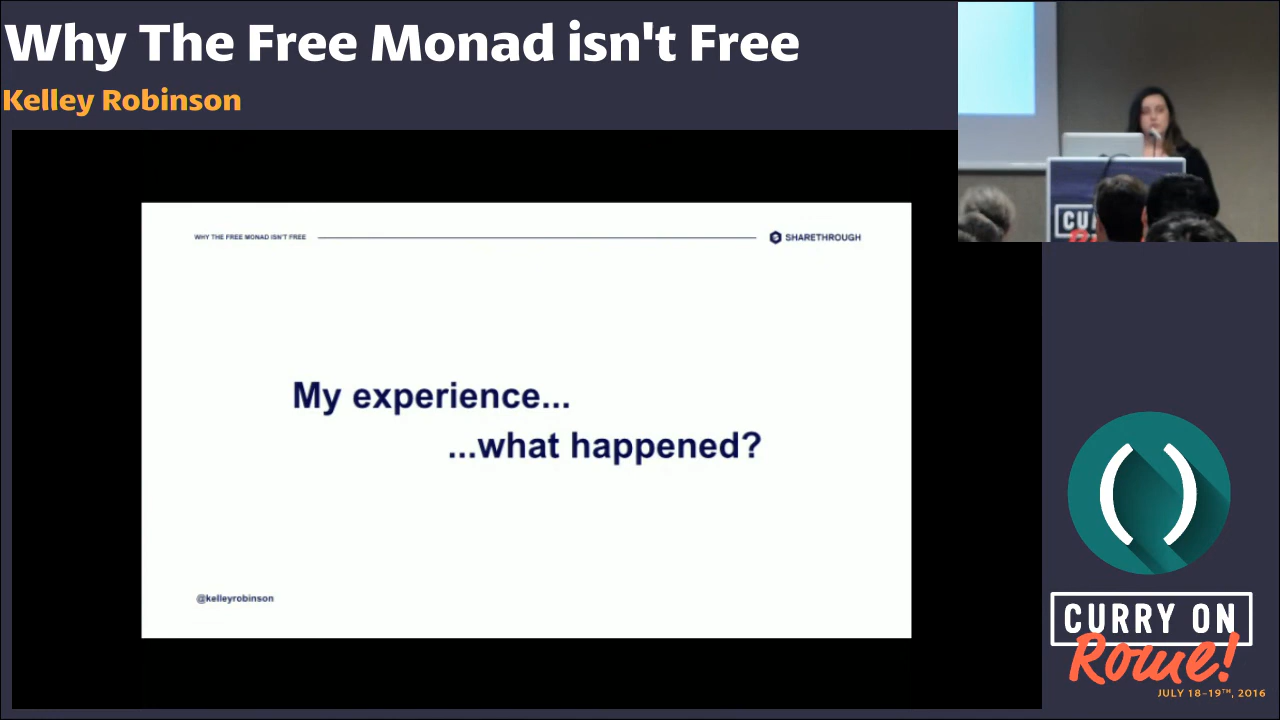 Why The Free Monad isn't Free
Kelley Robinson
WHY THE FREE MONAD ISN'T FREE
SHARETHROUGH
My experience...
...what happened?
@kelleyrobinson
CU
( )
CURRY ON
Rome!
JULY 18-19TH, 2016